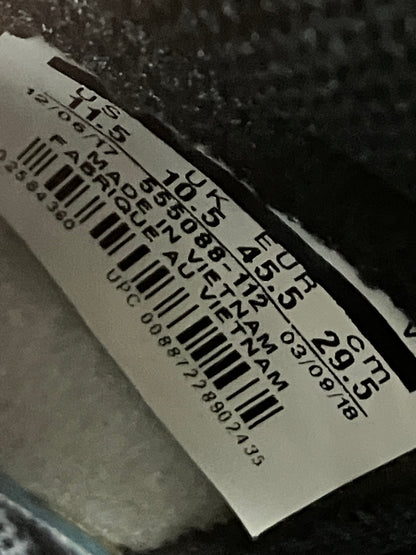 US UK EUR cm
11.5 10.5 45.5 29.5
12/06/17 555088-112 03/09/18
FAMADE IN VIETNAM
FABRIQUE AU VIETNAM
02584360
UPC 00887228902435